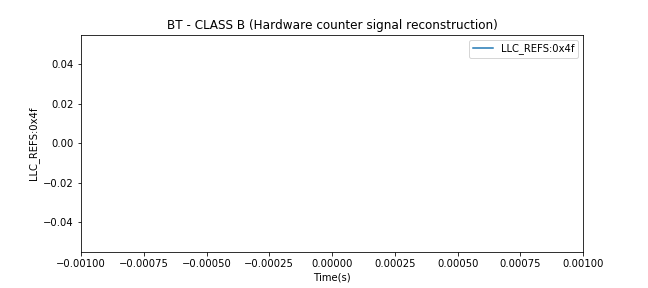 BT - CLASS B (Hardware counter signal reconstruction)
LLC_REFS:0x4f
0.04
0.02
0.00
−0.02
−0.04
LLC_REFS:0x4f
−0.00100 −0.00075 −0.00050 −0.00025 0.00000 0.00025 0.00050 0.00075 0.00100
Time(s)